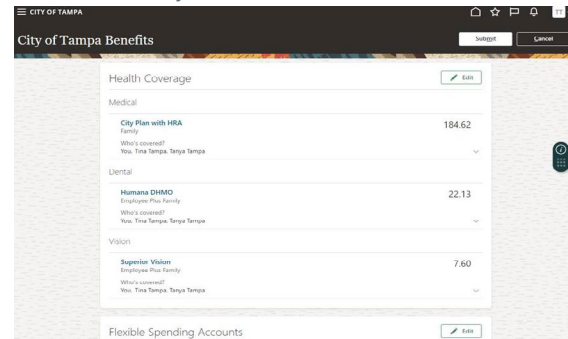 CITY OF TAMPA
TT
City of Tampa Benefits
Submit
Cancel
Health Coverage
Edit
Medical
City Plan with HRA
184.62
Family
Who's covered?
You, Tina Tampa, Tanya Tampa
Dental
Humana DHMO
22.13
Employee Plus Family
Who's covered?
You, Tina Tampa, Tanya Tampa
Vision
Superior Vision
7.60
Employee Plus Family
Who's covered?
You, Tina Tampa, Tanya Tampa
Flexible Spending Accounts
Edit